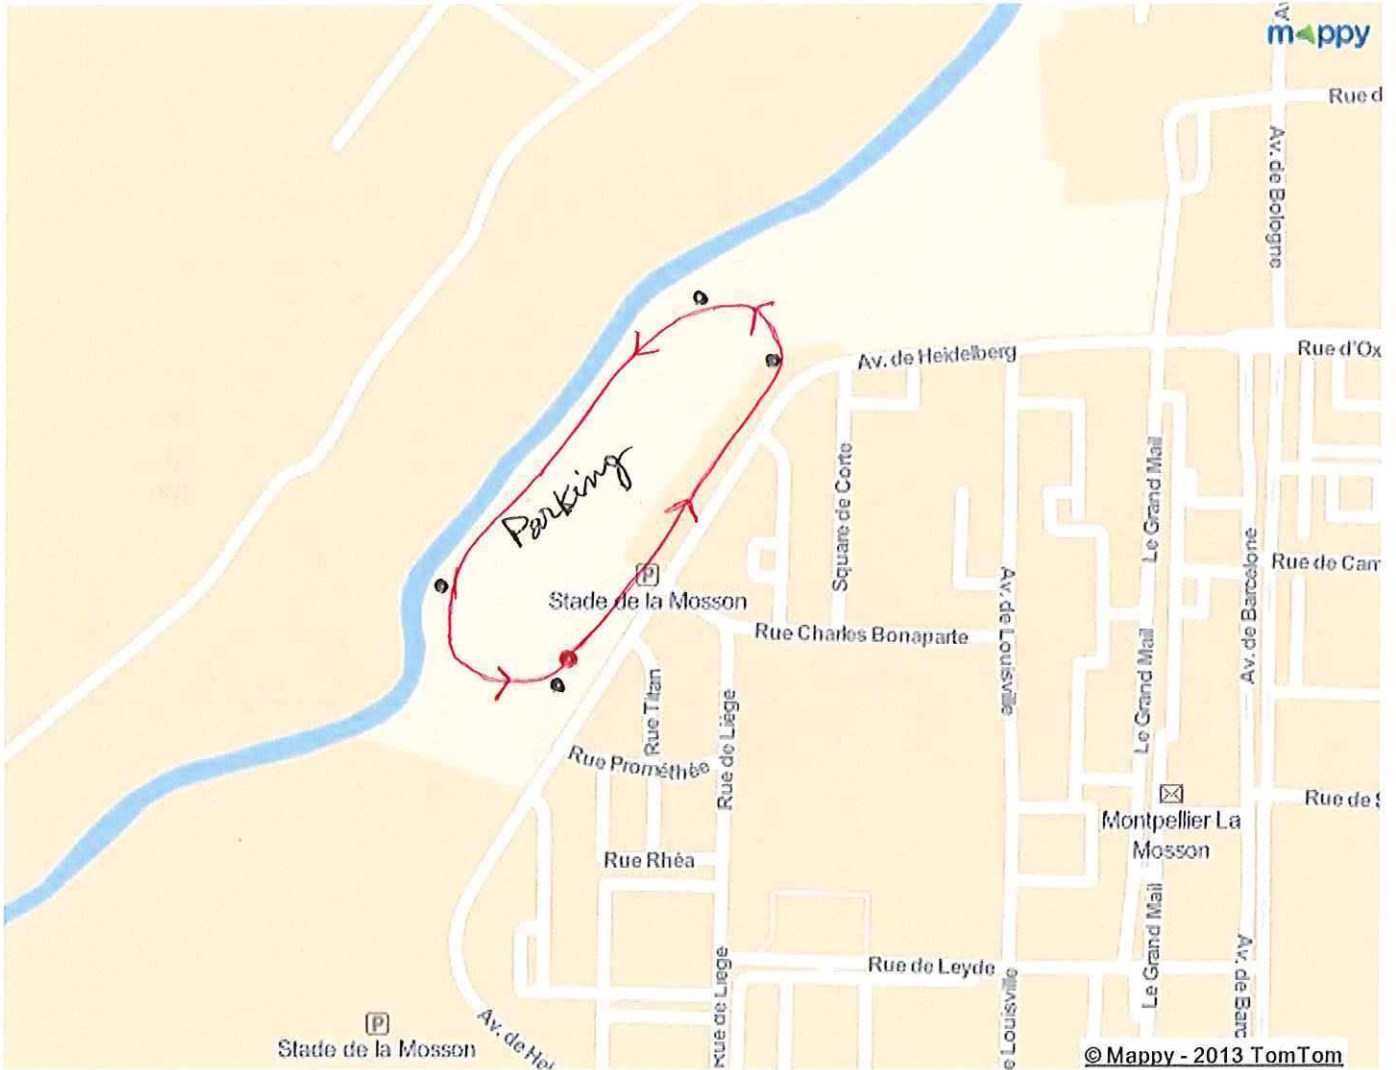 mappy
Rue d
Av. de Bologne
Av. de Heidelberg
Rue d'Ox
Parking
Square de Corte
Le Grand Mail
Stade de la Mosson
Rue Charles Bonaparte
Av. de Louisville
Av. de Barcelone
Rue de Cam
Rue Titan
Rue de Liège
Le Grand Mail
Rue Prométhée
Montpellier La
Mosson
Rue de
Rue Rhéa
Le Grand Mail
Rue de Leyde
Rue de Liège
e Louisville
Av. de Barc
Stade de la Mosson
Av. de Hei
© Mappy - 2013 TomTom